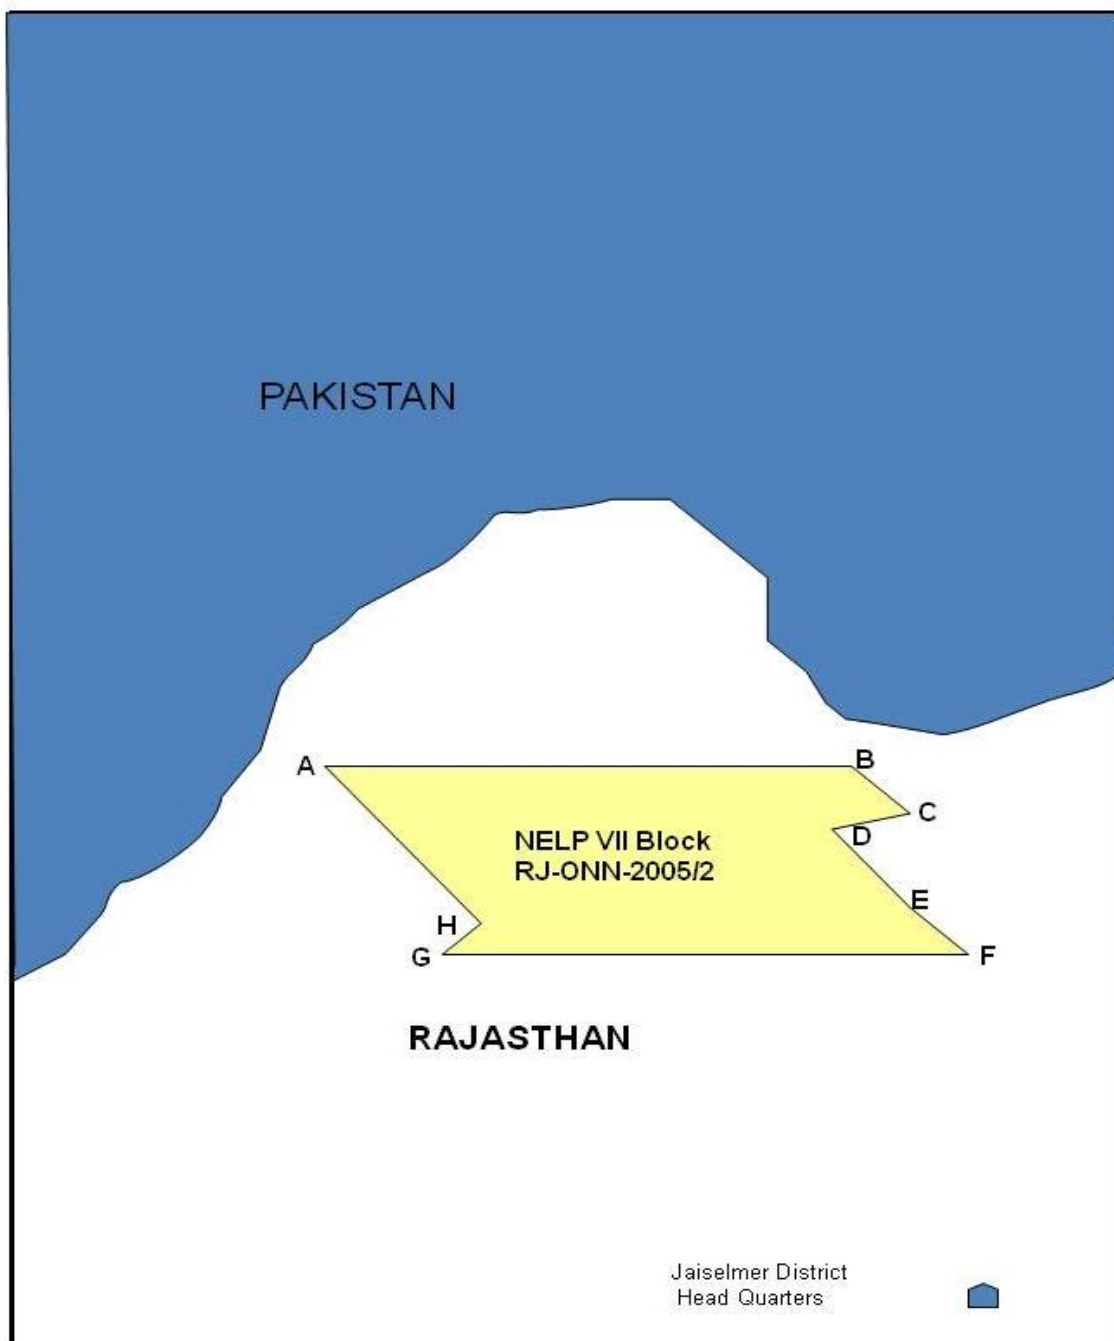 PAKISTAN
A
B
C
NELP VII Block
D
RJ-ONN-2005/2
E
H
G
F
RAJASTHAN
Jaiselmer District
Head Quarters